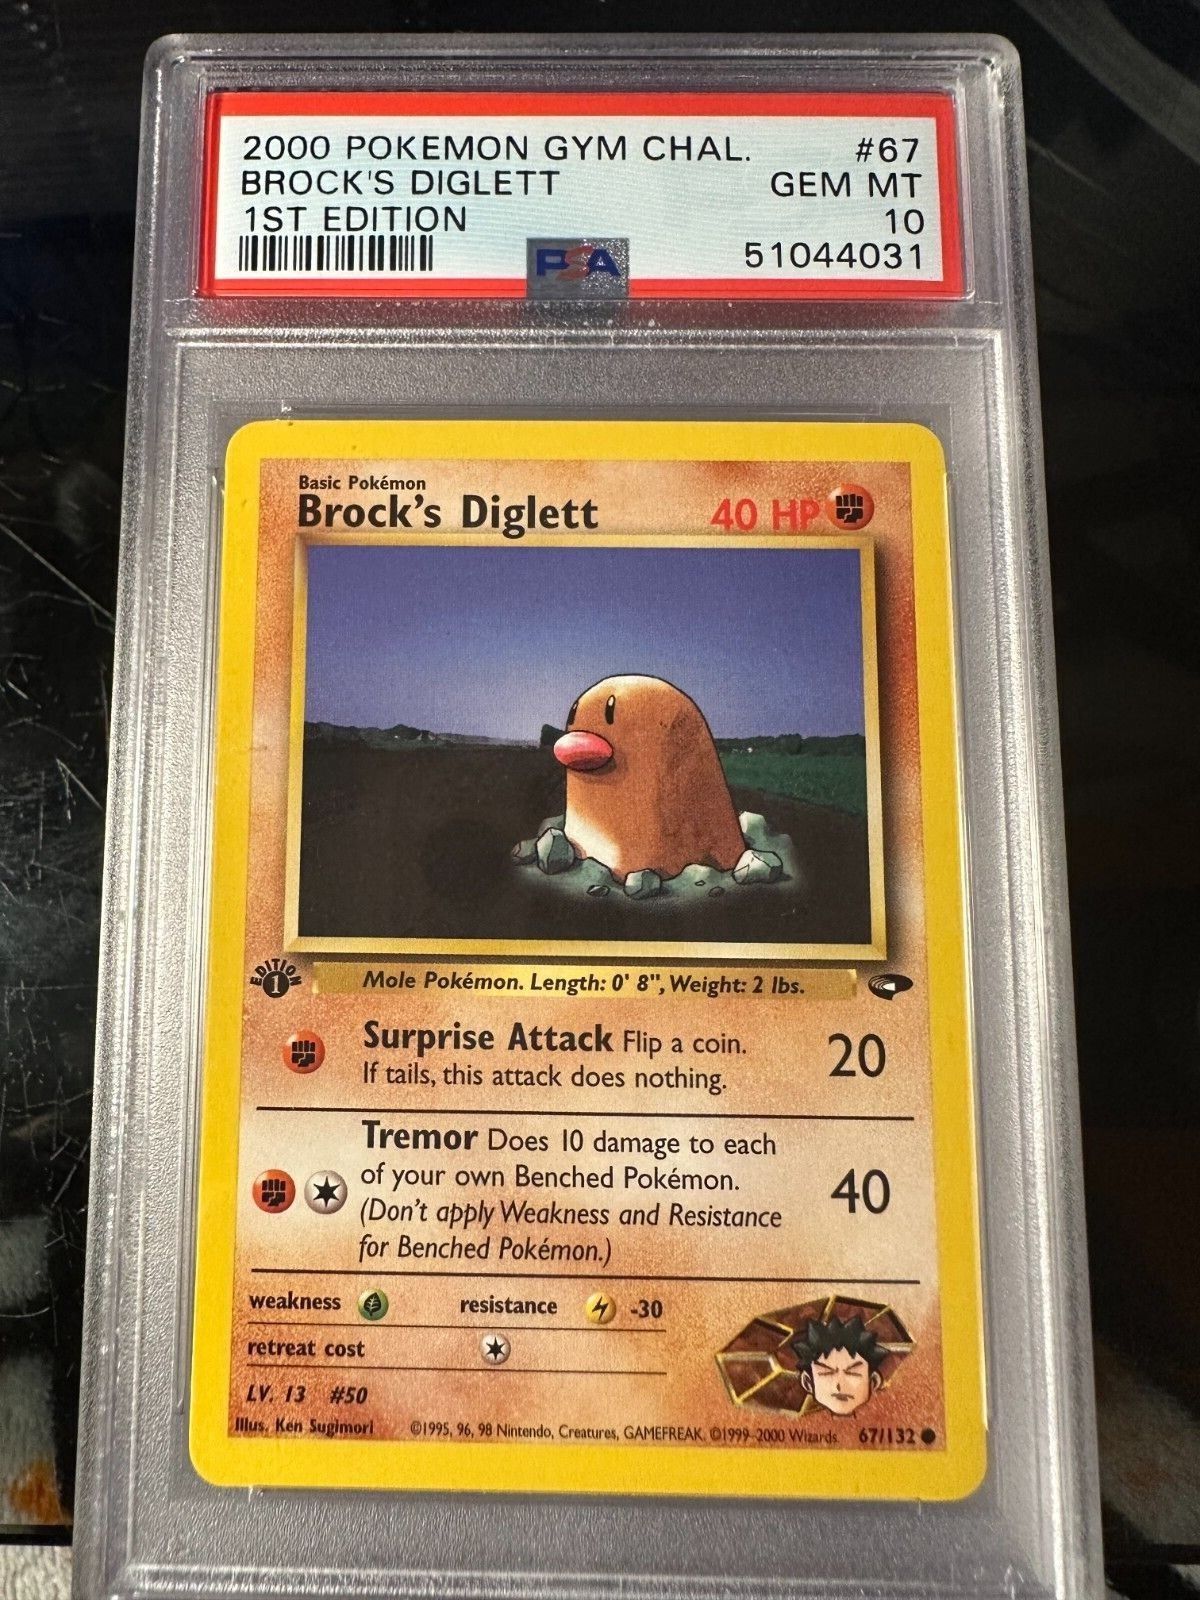 2000 POKEMON GYM CHAL. #67
BROCK'S DIGLETT GEM MT
1ST EDITION 10
51044031
PSA
Basic Pokémon
Brock's Diglett 40 HP
EDITION 1
Mole Pokémon. Length: 0' 8", Weight: 2 lbs.
Surprise Attack Flip a coin.
If tails, this attack does nothing.
20
Tremor Does 10 damage to each
of your own Benched Pokémon.
(Don't apply Weakness and Resistance
for Benched Pokémon.)
40
weakness resistance -30
retreat cost
LV. 13 #50
Illus. Ken Sugimori ©1995, 96, 98 Nintendo, Creatures, GAMEFREAK. ©1999-2000 Wizards. 67/132